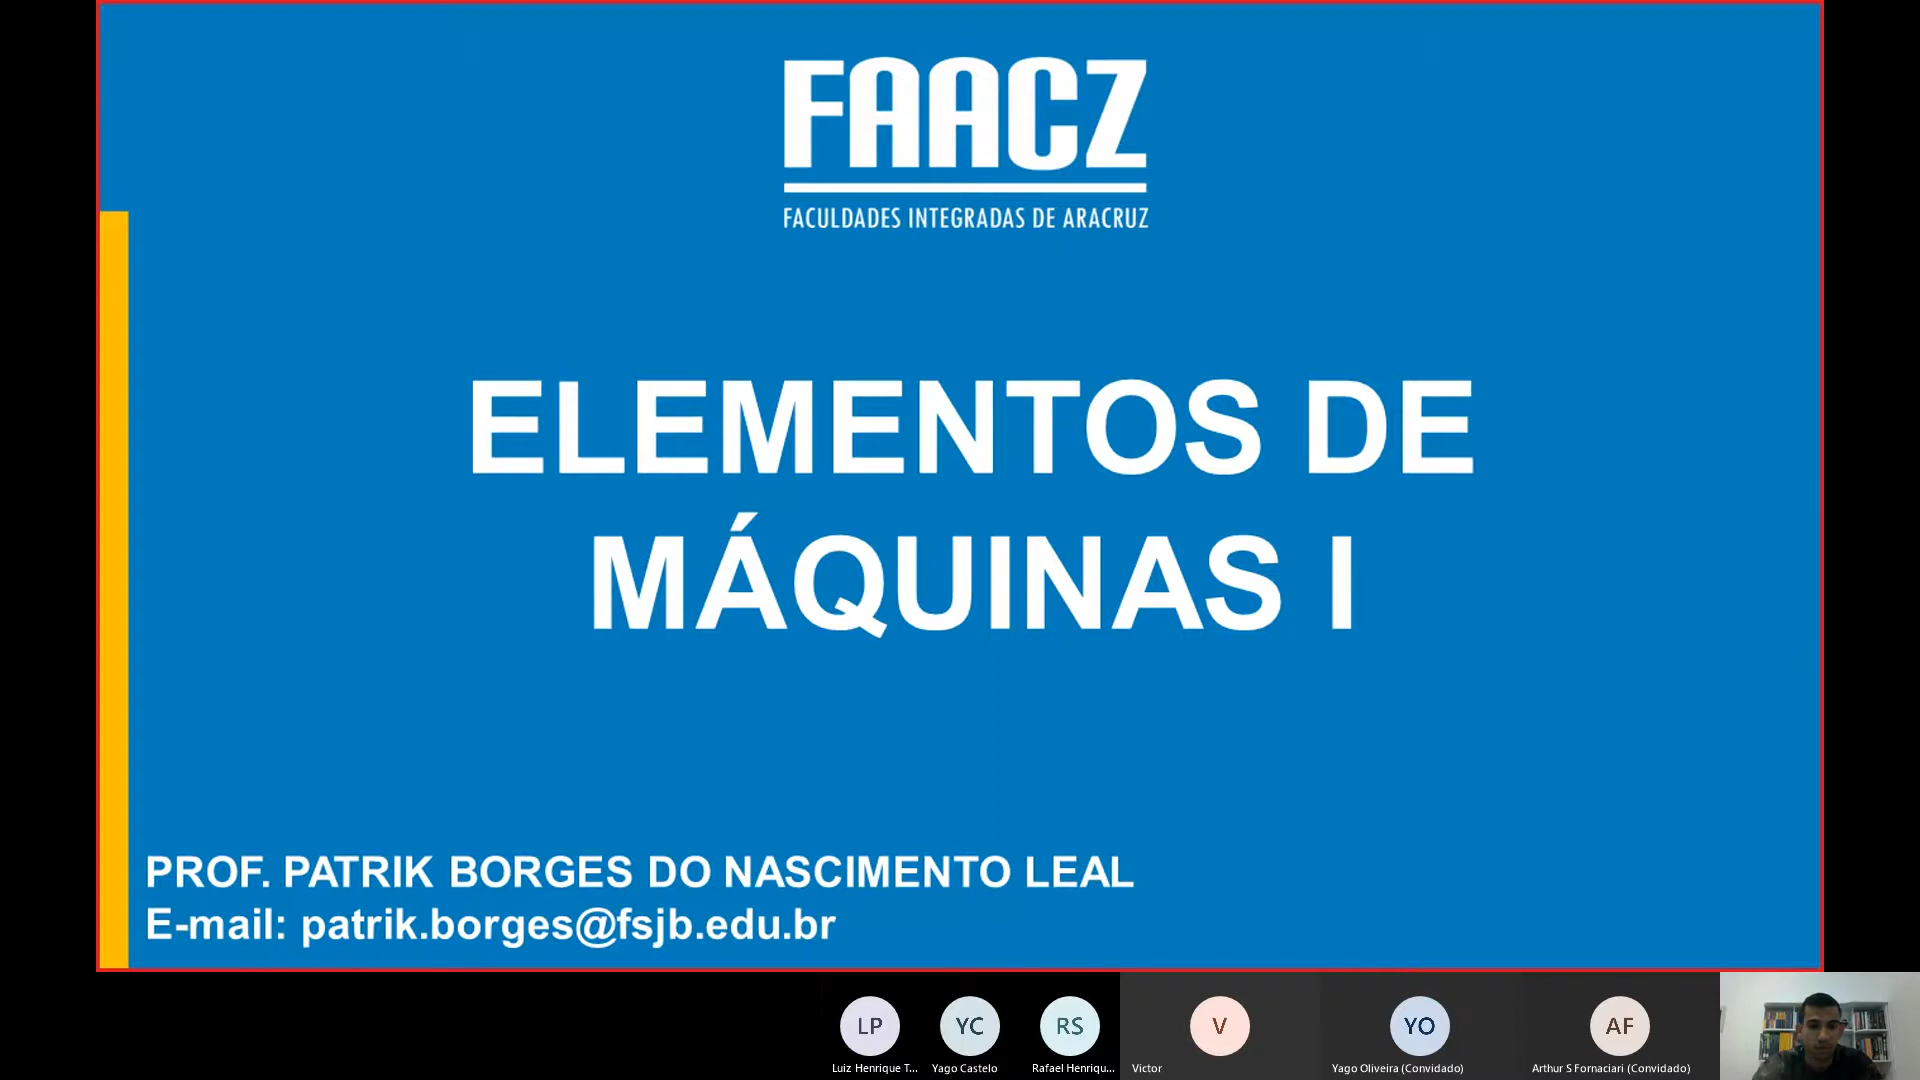 FAACZ
FACULDADES INTEGRADAS DE ARACRUZ
ELEMENTOS DE
MÁQUINAS I
PROF. PATRIK BORGES DO NASCIMENTO LEAL
E-mail: patrik.borges@fsjb.edu.br
LP
YC
RS
V
YO
AF
Luiz Henrique T...
Yago Castelo
Rafael Henriqu...
Victor
Yago Oliveira (Convidado)
Arthur S Fornaciari (Convidado)